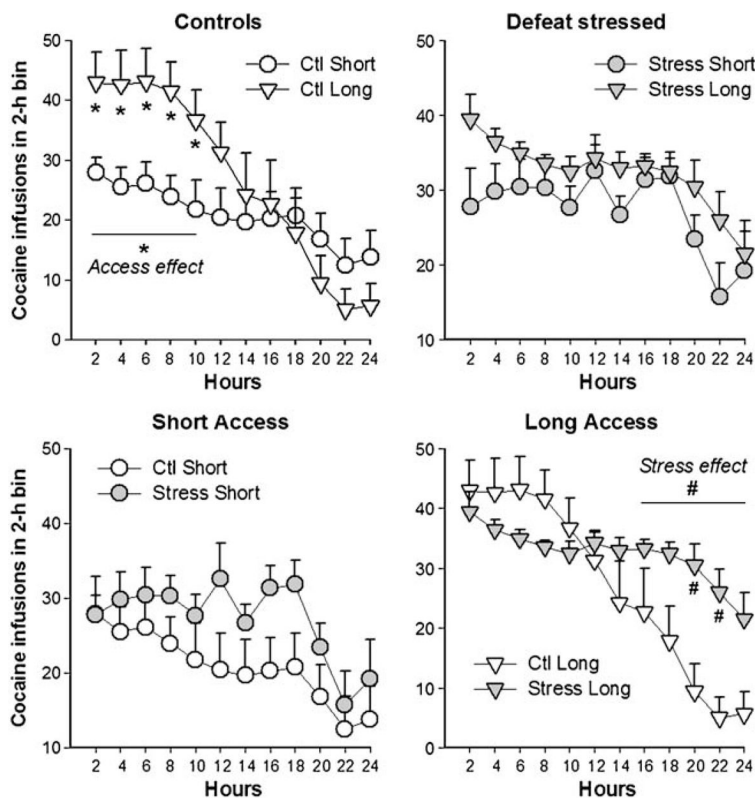 Controls
Cocaine infusions in 2-h bin
50
40
30
20
10
0
Ctl Short
Ctl Long
* * * * *
*
Access effect
2 4 6 8 10 12 14 16 18 20 22 24
Hours
Defeat stressed
50
40
30
20
10
Stress Short
Stress Long
2 4 6 8 10 12 14 16 18 20 22 24
Hours
Short Access
Cocaine infusions in 2-h bin
50
40
30
20
10
Ctl Short
Stress Short
2 4 6 8 10 12 14 16 18 20 22 24
Hours
Long Access
50
40
30
20
10
0
Stress effect
#
# #
Ctl Long
Stress Long
2 4 6 8 10 12 14 16 18 20 22 24
Hours